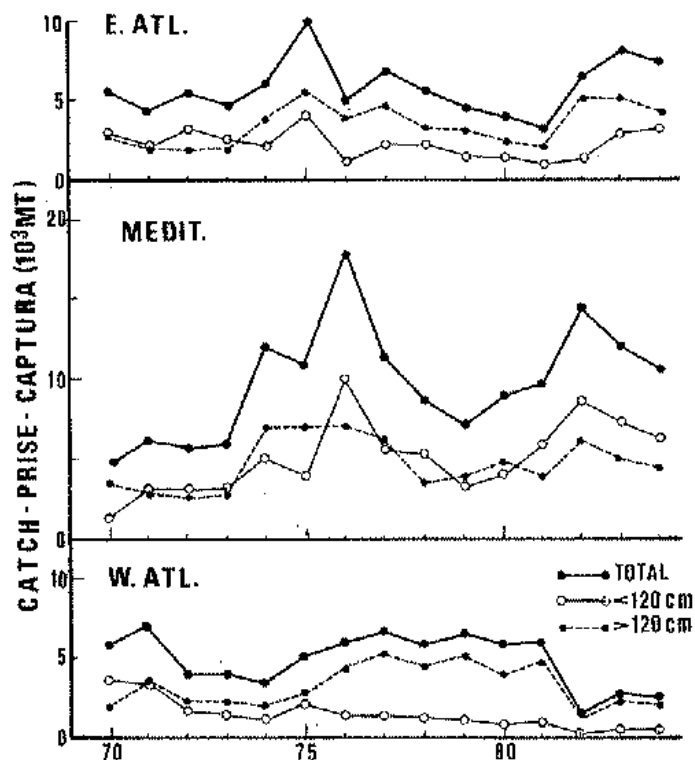 10
E. ATL.
5
0
CATCH-PRISE-CAPTURA (10³MT)
20
MEDIT.
10
0
10
W. ATL.
TOTAL
<120 cm
>120 cm
5
0
70 75 80